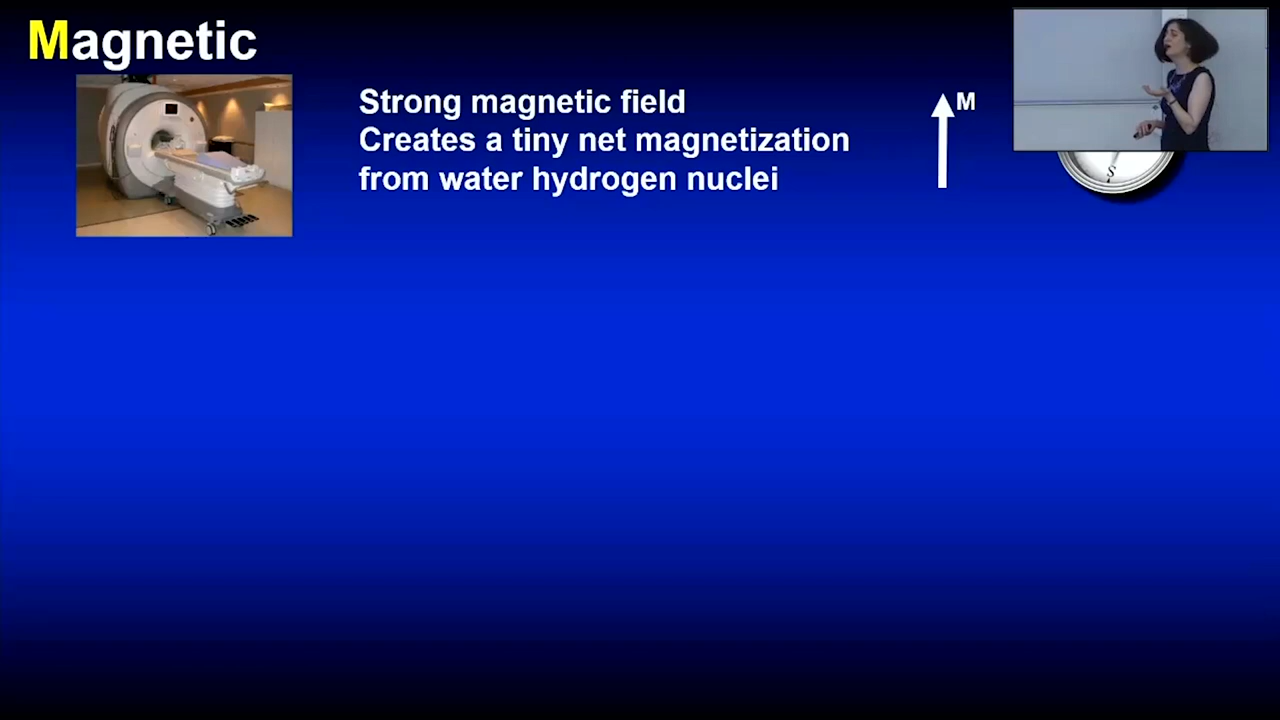 Magnetic
Strong magnetic field
Creates a tiny net magnetization
from water hydrogen nuclei
M
S